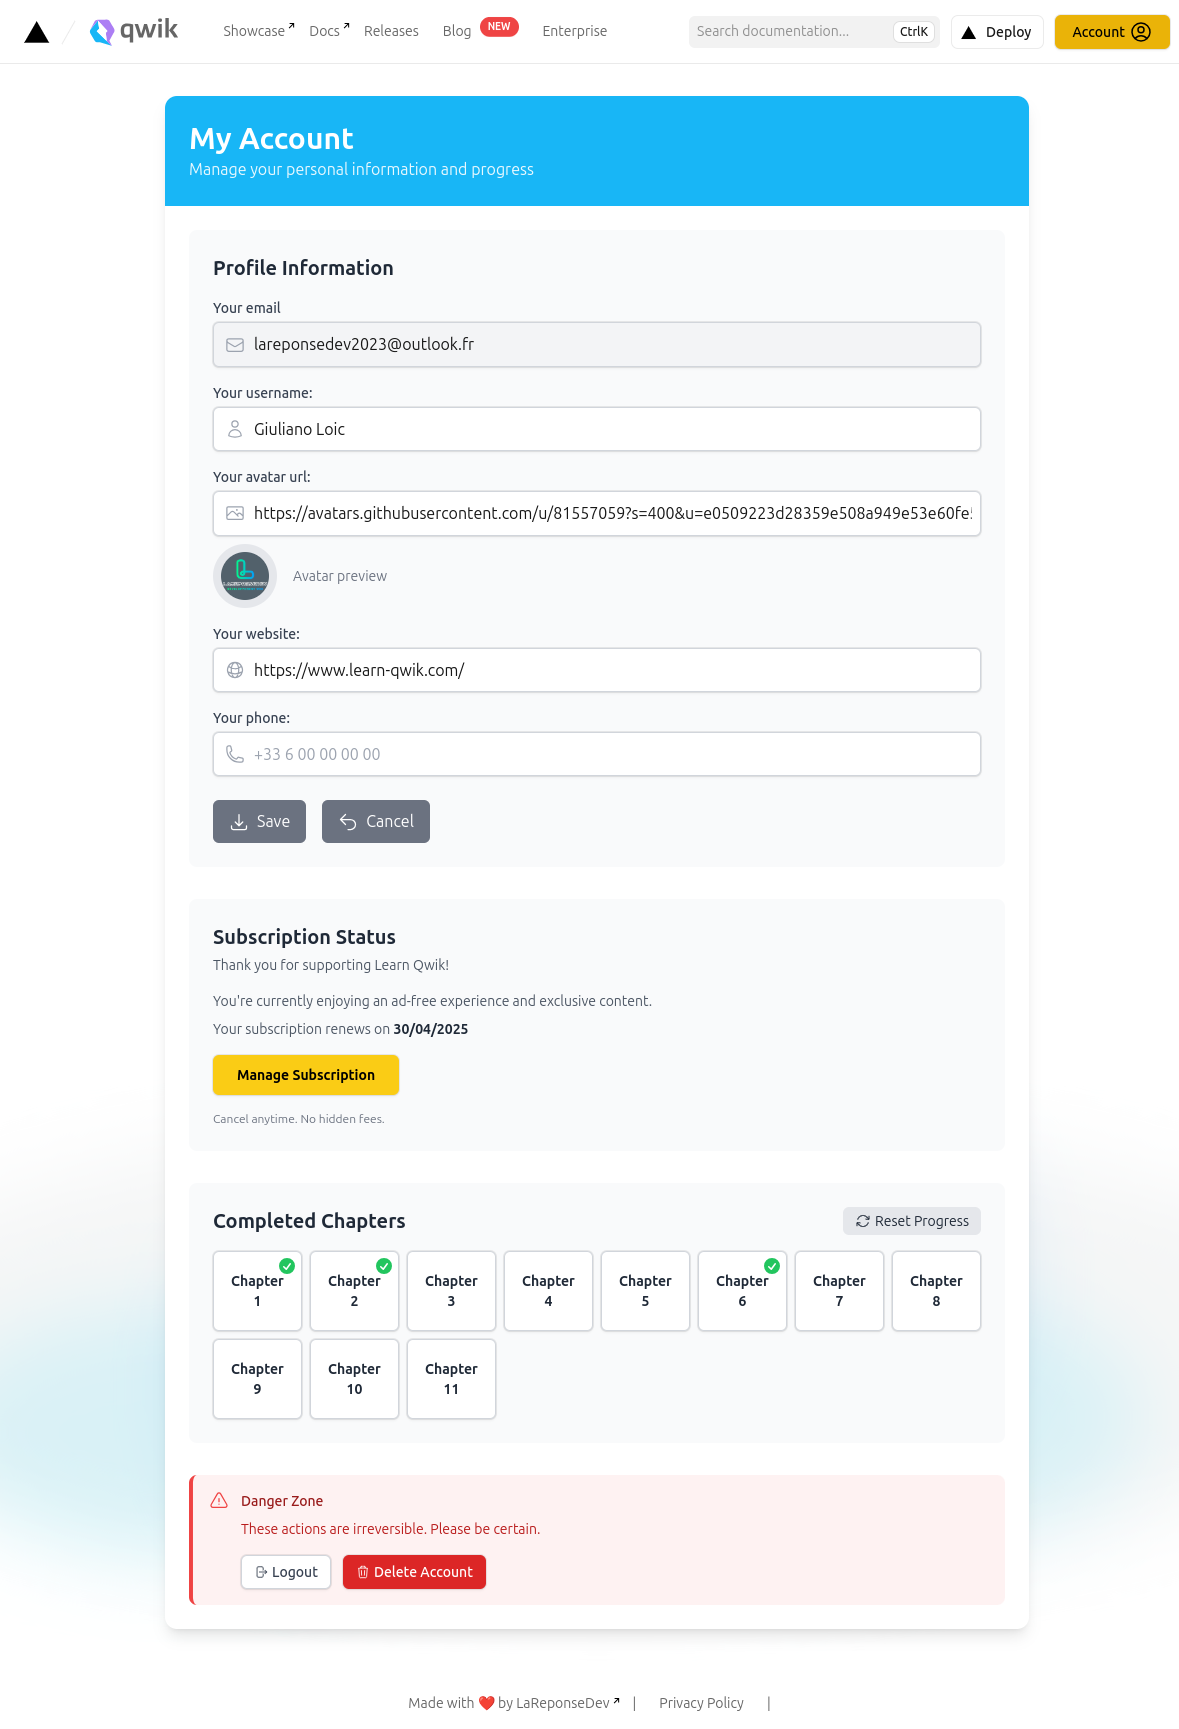 qwik
Showcase Docs Releases Blog NEW Enterprise
Search documentation... CtrlK
Deploy
Account
My Account
Manage your personal information and progress
Profile Information
Your email
lareponsedev2023@outlook.fr
Your username:
Giuliano Loic
Your avatar url:
https://avatars.githubusercontent.com/u/81557059?s=400&u=e0509223d28359e508a949e53e60fe5
Avatar preview
Your website:
https://www.learn-qwik.com/
Your phone:
+33 6 00 00 00 00
Save Cancel
Subscription Status
Thank you for supporting Learn Qwik!
You're currently enjoying an ad-free experience and exclusive content.
Your subscription renews on 30/04/2025
Manage Subscription
Cancel anytime. No hidden fees.
Completed Chapters
Reset Progress
Chapter 1
Chapter 2
Chapter 3
Chapter 4
Chapter 5
Chapter 6
Chapter 7
Chapter 8
Chapter 9
Chapter 10
Chapter 11
Danger Zone
These actions are irreversible. Please be certain.
Logout Delete Account
Made with ❤️ by LaReponseDev | Privacy Policy |